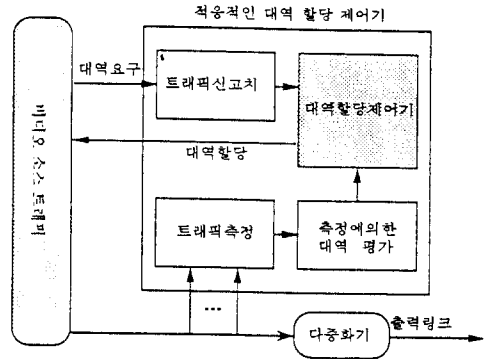 적응적인 대역 할당 제어기
대역요구
트래픽신고치
대역할당제어기
대역할당
비디오 소스 트래픽
트래픽측정
측정에의한
대역 평가
...
다중화기
출력링크